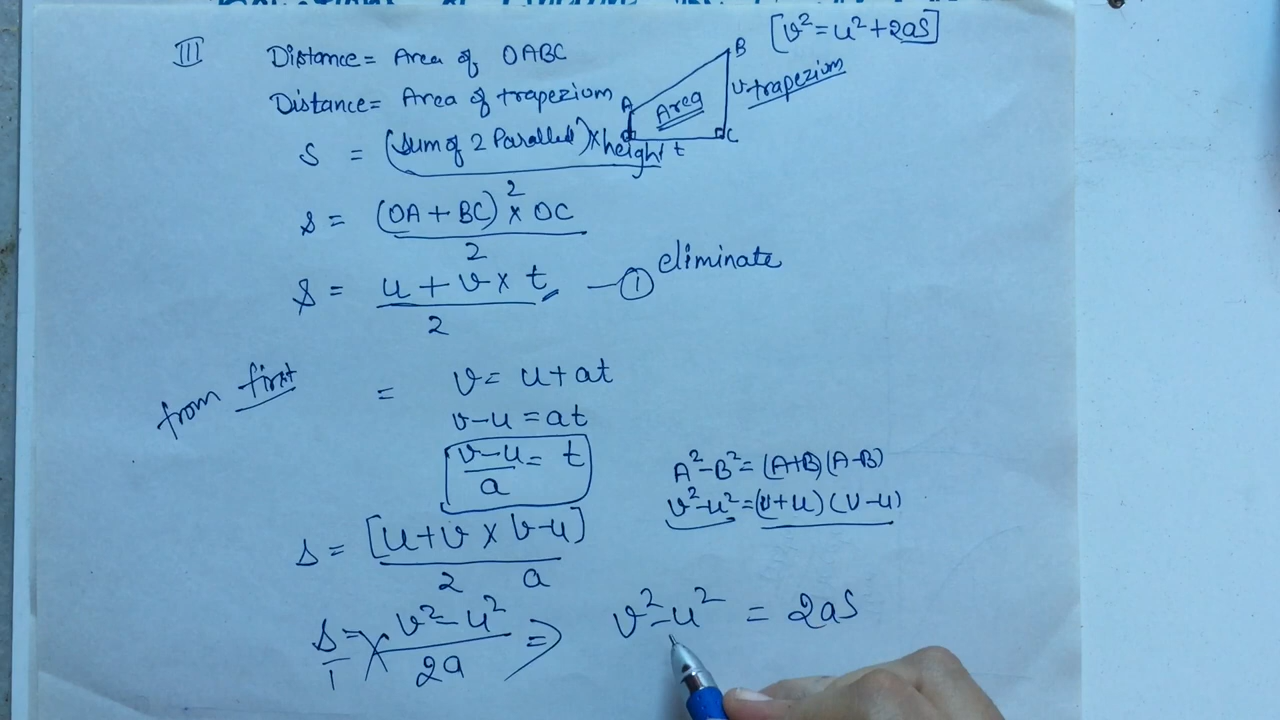 III Distance = Area of OABC
[v² = u² + 2as]
Distance = Area of trapezium
A
B
Area
v trapezium
C
t
s = (Sum of 2 Parallel) × height
2
s = (OA + BC) × OC
2
s = u + v × t — ① eliminate
2
from first = v = u + at
v - u = at
v - u = t
a
A² - B² = (A+B)(A-B)
v² - u² = (v+u)(v-u)
s = [u + v × v - u]
2 a
s = v² - u² ⇒ v² - u² = 2as
1 2a